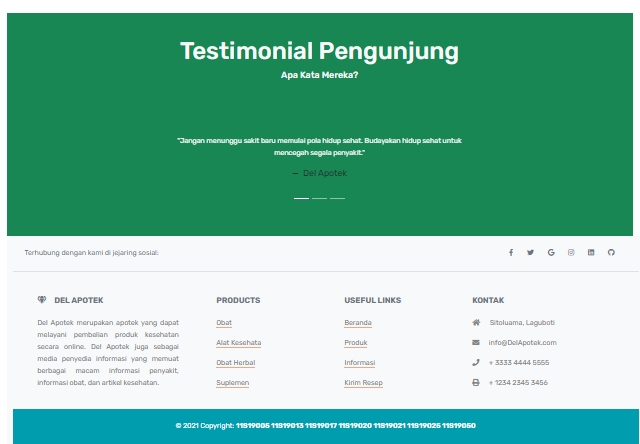 Testimonial Pengunjung
Apa Kata Mereka?
"Jangan menunggu sakit baru memulai pola hidup sehat. Budayakan hidup sehat untuk
mencegah segala penyakit."
— Del Apotek
Terhubung dengan kami di jejaring sosial:
DEL APOTEK
Del Apotek merupakan apotek yang dapat
melayani pembelian produk kesehatan
secara online. Del Apotek juga sebagai
media penyedia informasi yang memuat
berbagai macam informasi penyakit,
informasi obat, dan artikel kesehatan.
PRODUCTS
Obat
Alat Kesehata
Obat Herbal
Suplemen
USEFUL LINKS
Beranda
Produk
Informasi
Kirim Resep
KONTAK
Sitoluama, Laguboti
info@DelApotek.com
+ 3333 4444 5555
+ 1234 2345 3456
© 2021 Copyright: 11S19005 11S19013 11S19017 11S19020 11S19021 11S19025 11S19050